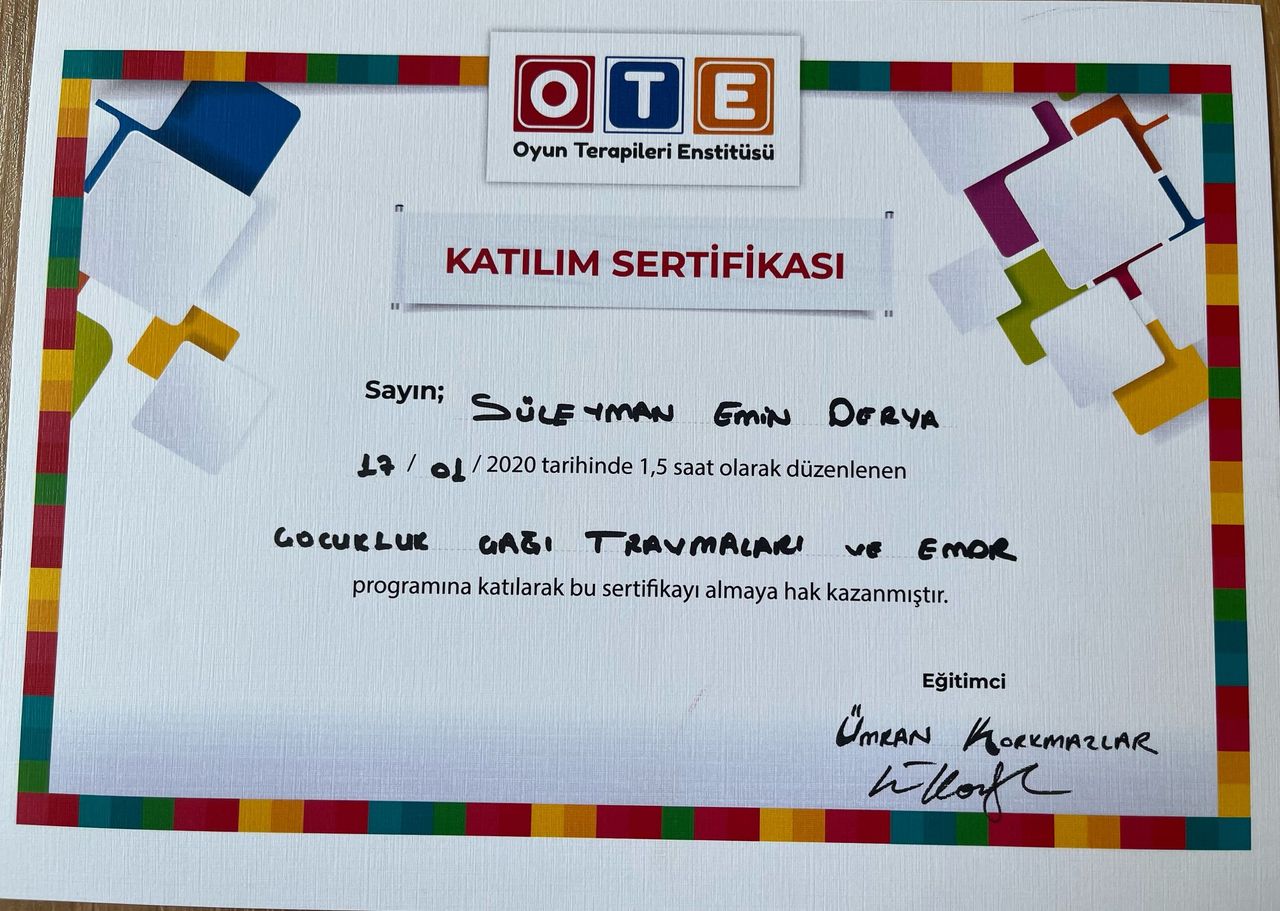 OTE
Oyun Terapileri Enstitüsü
KATILIM SERTİFİKASI
Sayın; SÜLEYMAN EMİN DERYA
17 / 01 / 2020 tarihinde 1,5 saat olarak düzenlenen
ÇOCUKLUK ÇAĞI TRAVMALARI VE EMDR
programına katılarak bu sertifikayı almaya hak kazanmıştır.
Eğitimci
ÜMRAN KORKMAZLAR